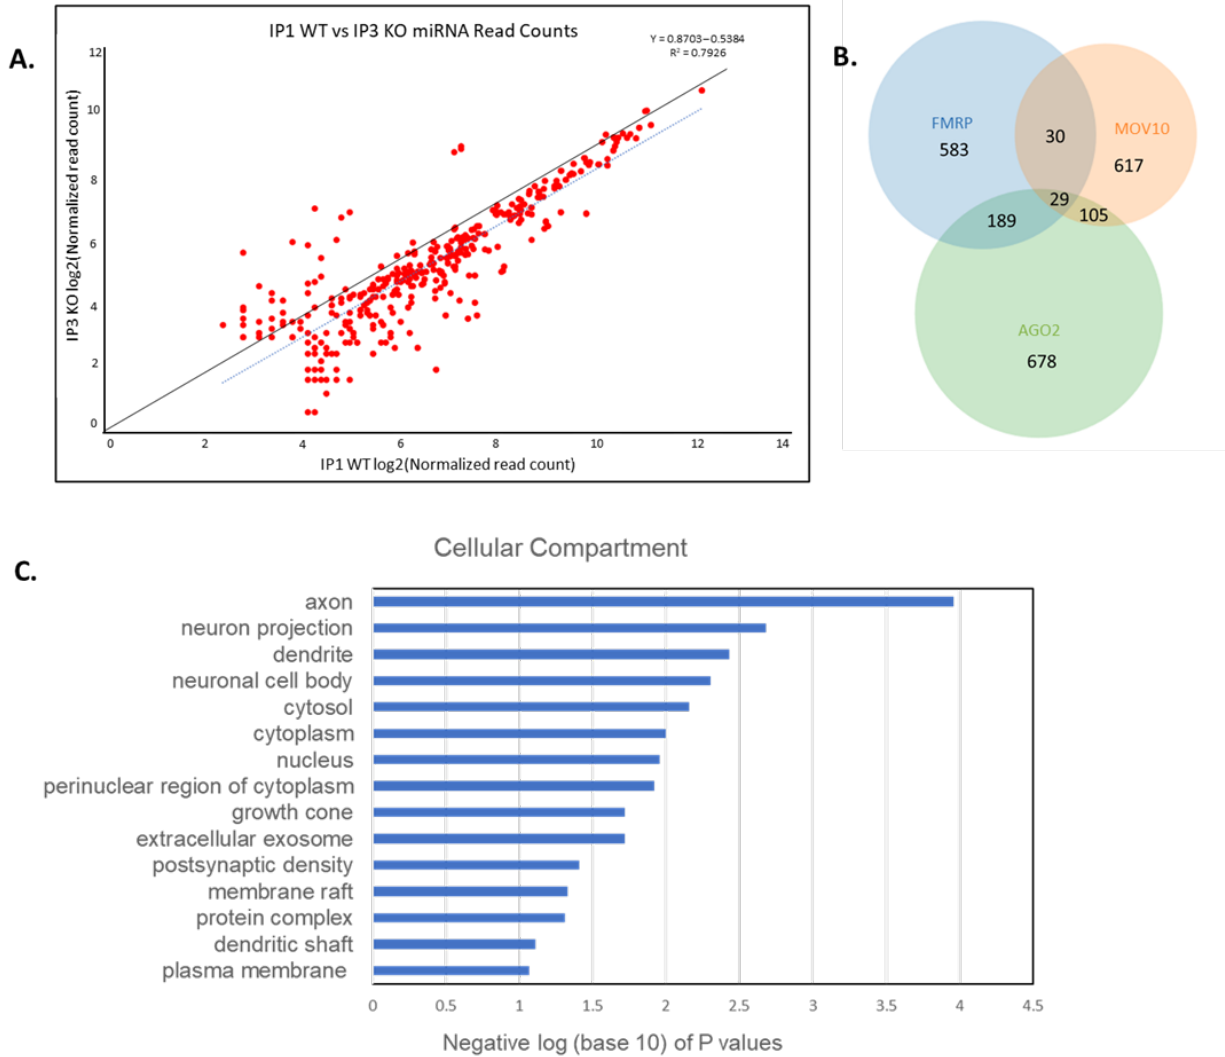 A.
IP1 WT vs IP3 KO miRNA Read Counts
Y = 0.8703–0.5384
R² = 0.7926
IP3 KO log2(Normalized read count)
12
10
8
6
4
2
0
0 2 4 6 8 10 12 14
IP1 WT log2(Normalized read count)
B.
FMRP
583
30
MOV10
617
29
189
105
AGO2
678
C.
Cellular Compartment
axon
neuron projection
dendrite
neuronal cell body
cytosol
cytoplasm
nucleus
perinuclear region of cytoplasm
growth cone
extracellular exosome
postsynaptic density
membrane raft
protein complex
dendritic shaft
plasma membrane
0 0.5 1 1.5 2 2.5 3 3.5 4 4.5
Negative log (base 10) of P values